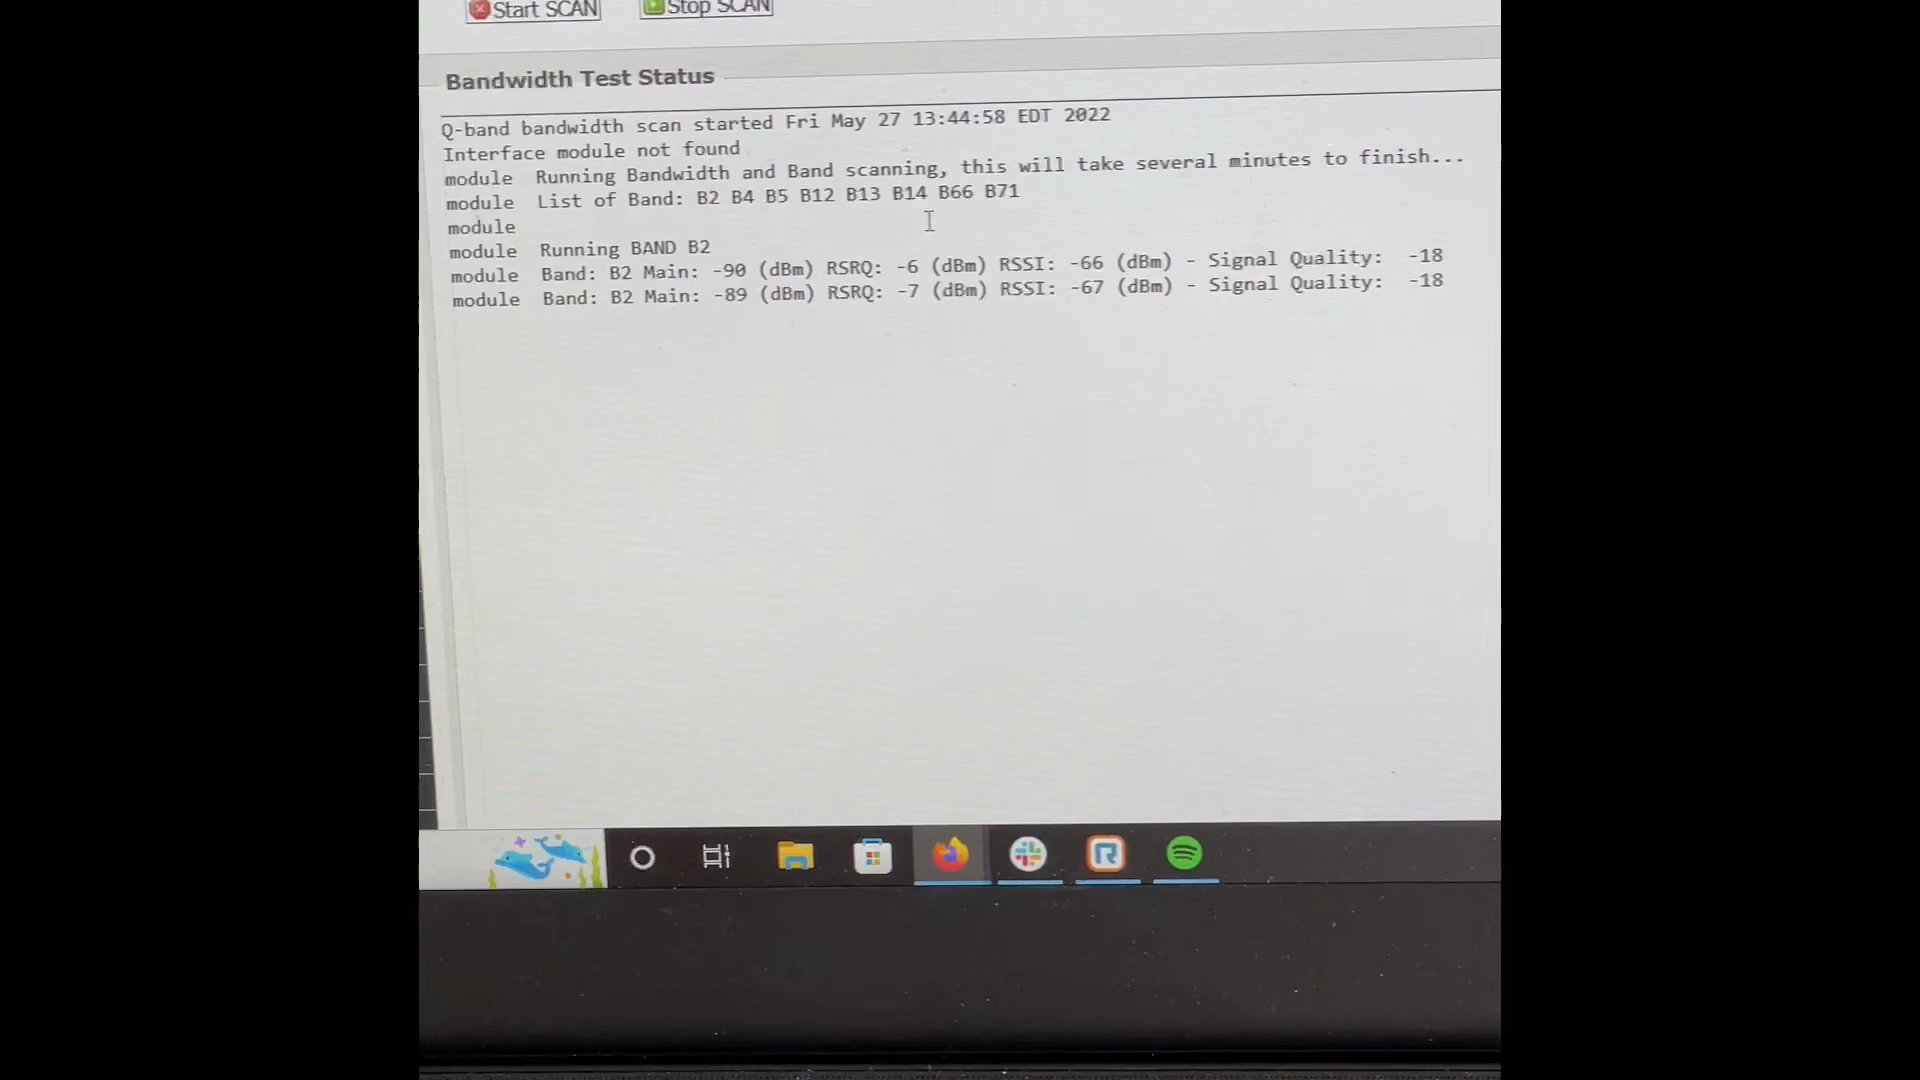 Start SCAN Stop SCAN
Bandwidth Test Status
Q-band bandwidth scan started Fri May 27 13:44:58 EDT 2022
Interface module not found
module Running Bandwidth and Band scanning, this will take several minutes to finish...
module List of Band: B2 B4 B5 B12 B13 B14 B66 B71
module
module Running BAND B2
module Band: B2 Main: -90 (dBm) RSRQ: -6 (dBm) RSSI: -66 (dBm) - Signal Quality: -18
module Band: B2 Main: -89 (dBm) RSRQ: -7 (dBm) RSSI: -67 (dBm) - Signal Quality: -18